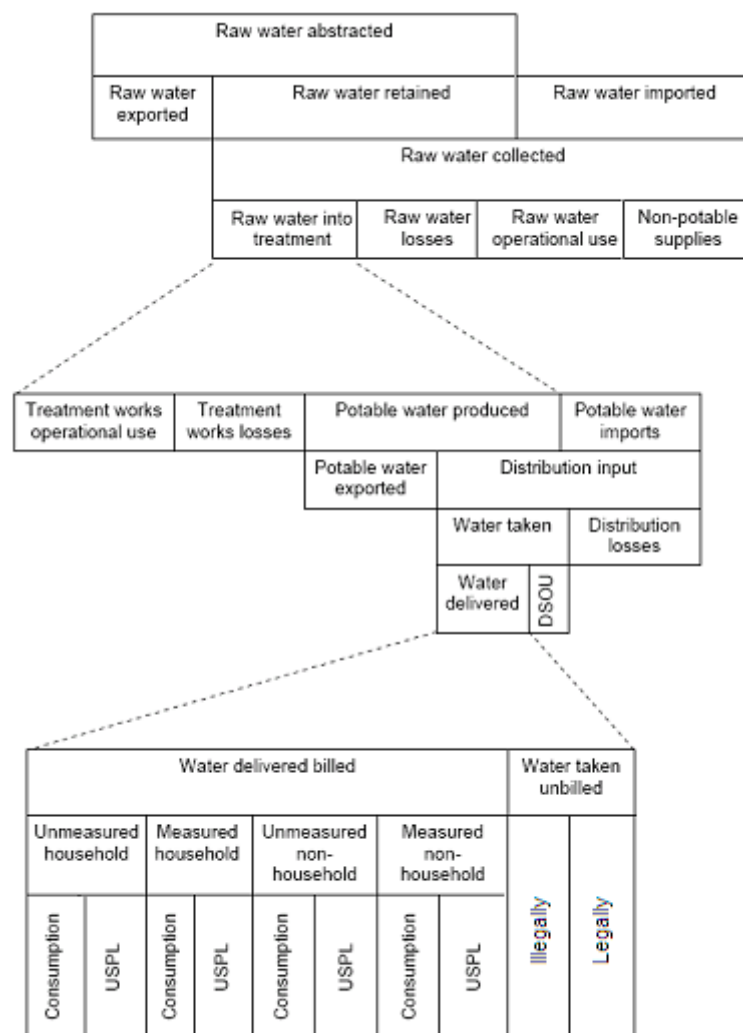 Raw water abstracted
Raw water
exported
Raw water retained
Raw water imported
Raw water collected
Raw water into
treatment
Raw water
losses
Raw water
operational use
Non-potable
supplies
Treatment works
operational use
Treatment
works losses
Potable water produced
Potable water
imports
Potable water
exported
Distribution input
Water taken
Distribution
losses
Water
delivered
DSOU
Water delivered billed
Water taken
unbilled
Unmeasured
household
Measured
household
Unmeasured
non-
household
Measured
non-
household
Consumption
USPL
Consumption
USPL
Consumption
USPL
Consumption
USPL
Illegally
Legally